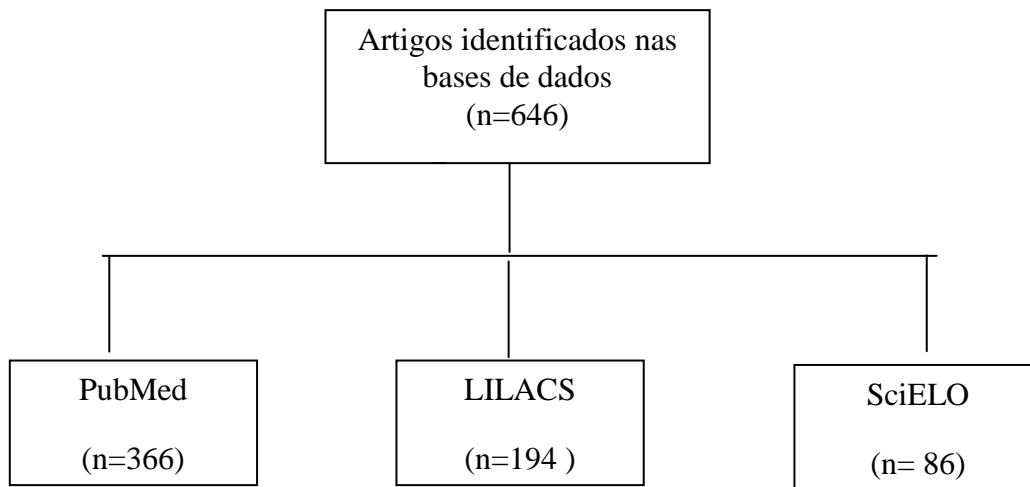 Artigos identificados nas
bases de dados
(n=646)
PubMed
(n=366)
LILACS
(n=194 )
SciELO
(n= 86)